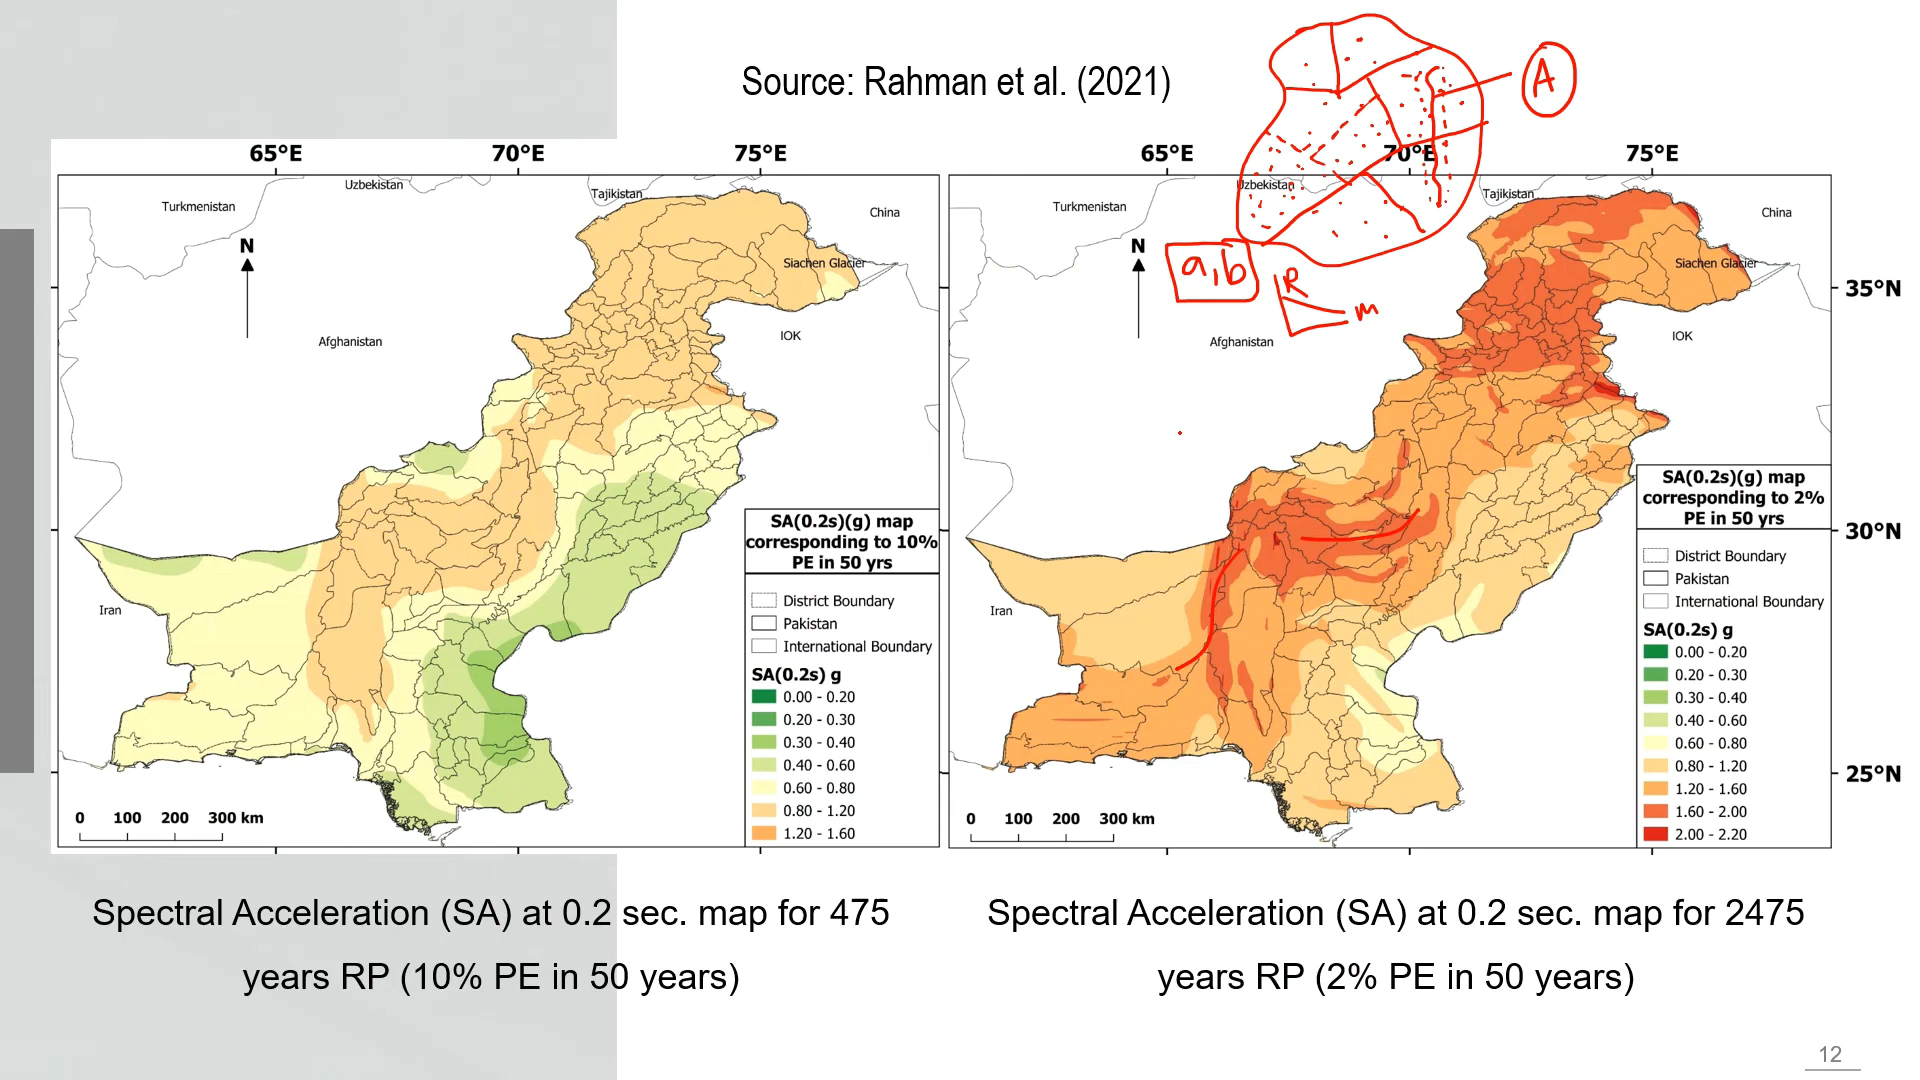 Source: Rahman et al. (2021)
A
a,b
R
m
65°E 70°E 75°E
Uzbekistan
Tajikistan
Turkmenistan
China
N
Siachen Glacier
Afghanistan
IOK
Iran
SA(0.2s)(g) map
corresponding to 10%
PE in 50 yrs
District Boundary
Pakistan
International Boundary
SA(0.2s) g
0.00 - 0.20
0.20 - 0.30
0.30 - 0.40
0.40 - 0.60
0.60 - 0.80
0.80 - 1.20
1.20 - 1.60
0 100 200 300 km
65°E 70°E 75°E
Uzbekistan
Tajikistan
Turkmenistan
China
N
Siachen Glacier
35°N
Afghanistan
IOK
30°N
Iran
25°N
SA(0.2s)(g) map
corresponding to 2%
PE in 50 yrs
District Boundary
Pakistan
International Boundary
SA(0.2s) g
0.00 - 0.20
0.20 - 0.30
0.30 - 0.40
0.40 - 0.60
0.60 - 0.80
0.80 - 1.20
1.20 - 1.60
1.60 - 2.00
2.00 - 2.20
0 100 200 300 km
Spectral Acceleration (SA) at 0.2 sec. map for 475
years RP (10% PE in 50 years)
Spectral Acceleration (SA) at 0.2 sec. map for 2475
years RP (2% PE in 50 years)
12